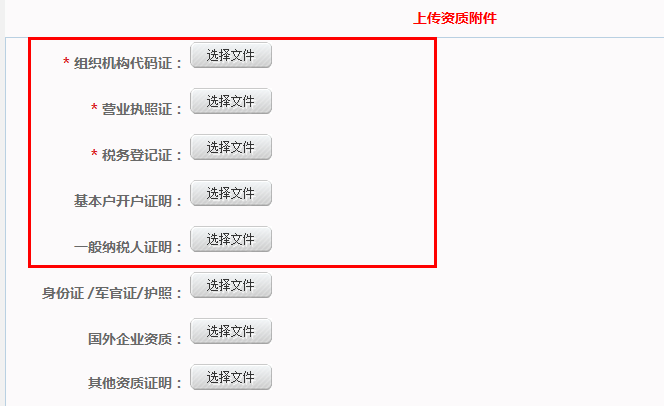 上传资质附件
* 组织机构代码证： 选择文件
* 营业执照证： 选择文件
* 税务登记证： 选择文件
基本户开户证明： 选择文件
一般纳税人证明： 选择文件
身份证 /军官证/护照： 选择文件
国外企业资质： 选择文件
其他资质证明： 选择文件